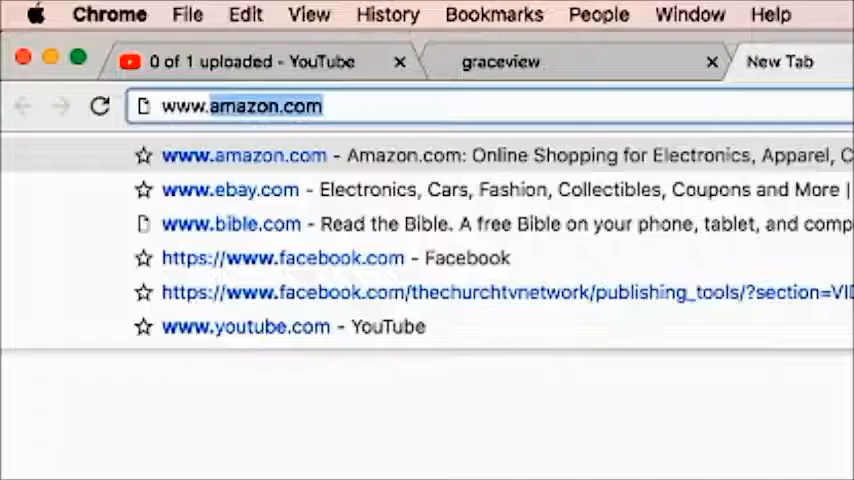 Chrome File Edit View History Bookmarks People Window Help
0 of 1 uploaded - YouTube graceview New Tab
www.amazon.com
www.amazon.com - Amazon.com: Online Shopping for Electronics, Apparel, C
www.ebay.com - Electronics, Cars, Fashion, Collectibles, Coupons and More |
www.bible.com - Read the Bible. A free Bible on your phone, tablet, and comp
https://www.facebook.com - Facebook
https://www.facebook.com/thechurchtvnetwork/publishing_tools/?section=VID
www.youtube.com - YouTube